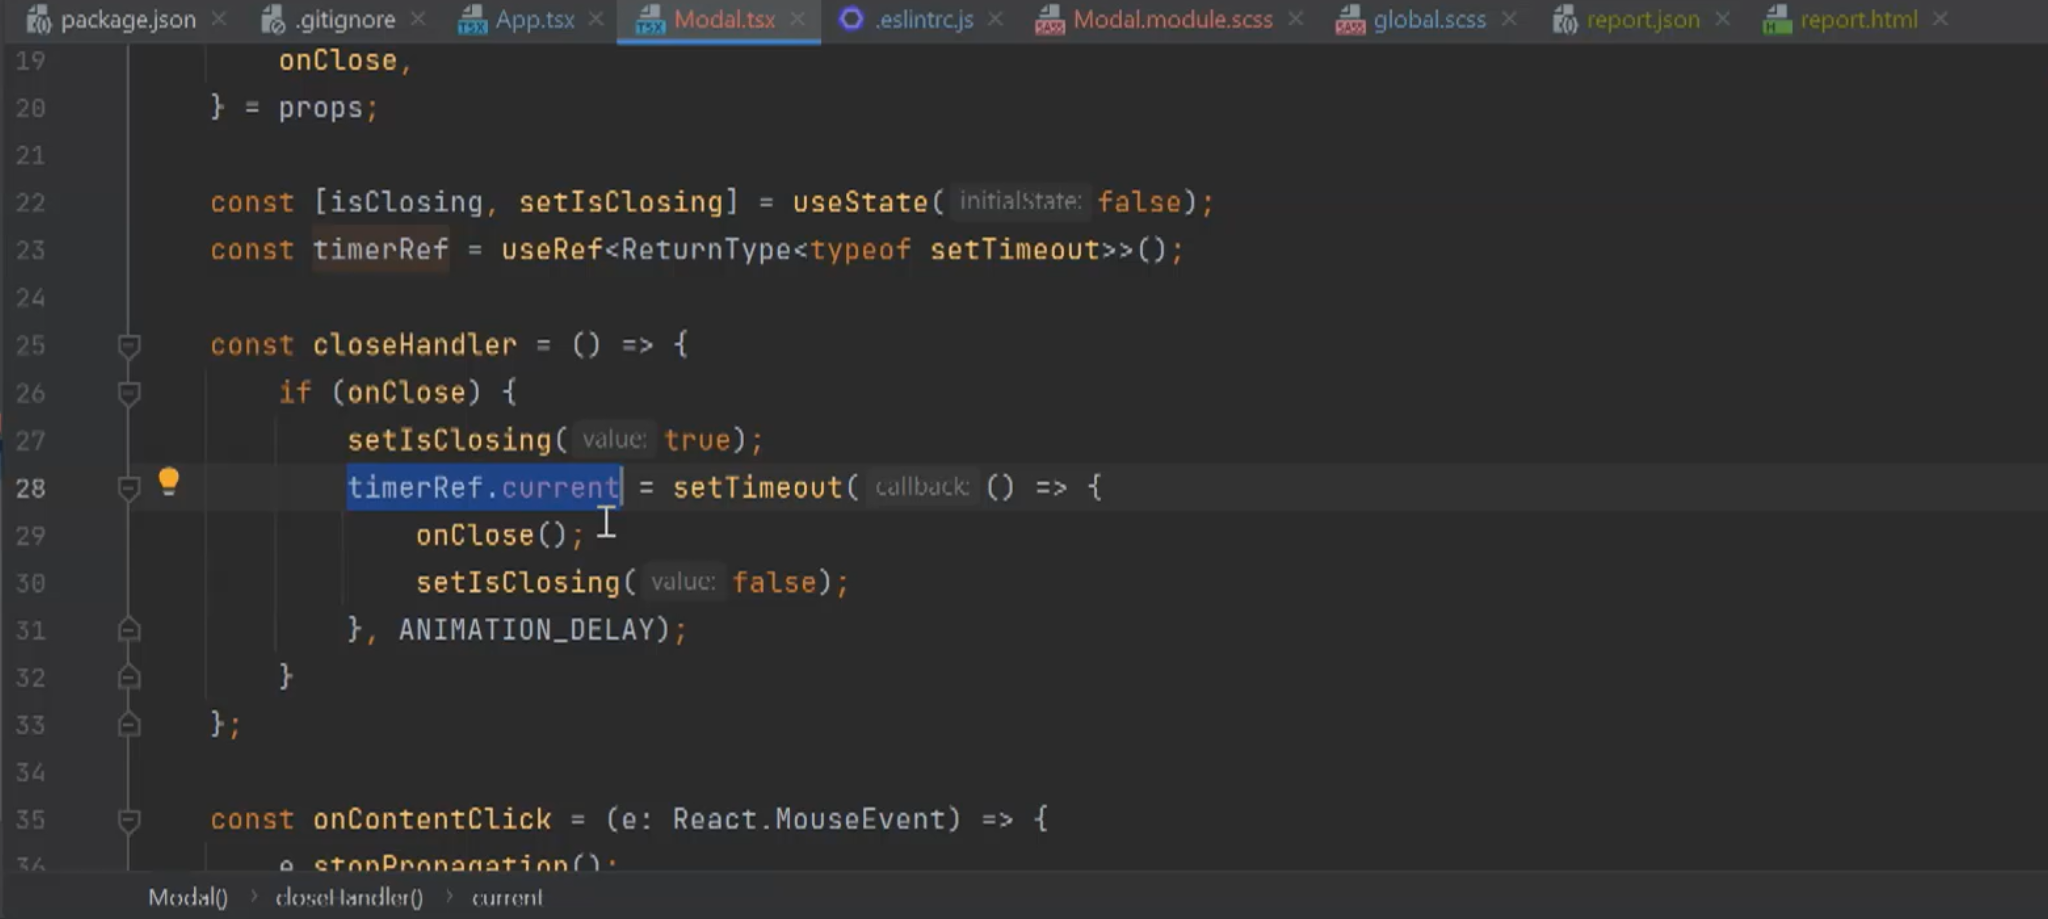 package.json .gitignore App.tsx Modal.tsx .eslintrc.js Modal.module.scss global.scss report.json report.html
19 onClose,
20 } = props;
21
22 const [isClosing, setIsClosing] = useState( initialState: false);
23 const timerRef = useRef<ReturnType<typeof setTimeout>>();
24
25 const closeHandler = () => {
26 if (onClose) {
27 setIsClosing( value: true);
28 timerRef.current = setTimeout( callback: () => {
29 onClose();
30 setIsClosing( value: false);
31 }, ANIMATION_DELAY);
32 }
33 };
34
35 const onContentClick = (e: React.MouseEvent) => {
36 e.stopPropagation();
Modal() > closeHandler() > current